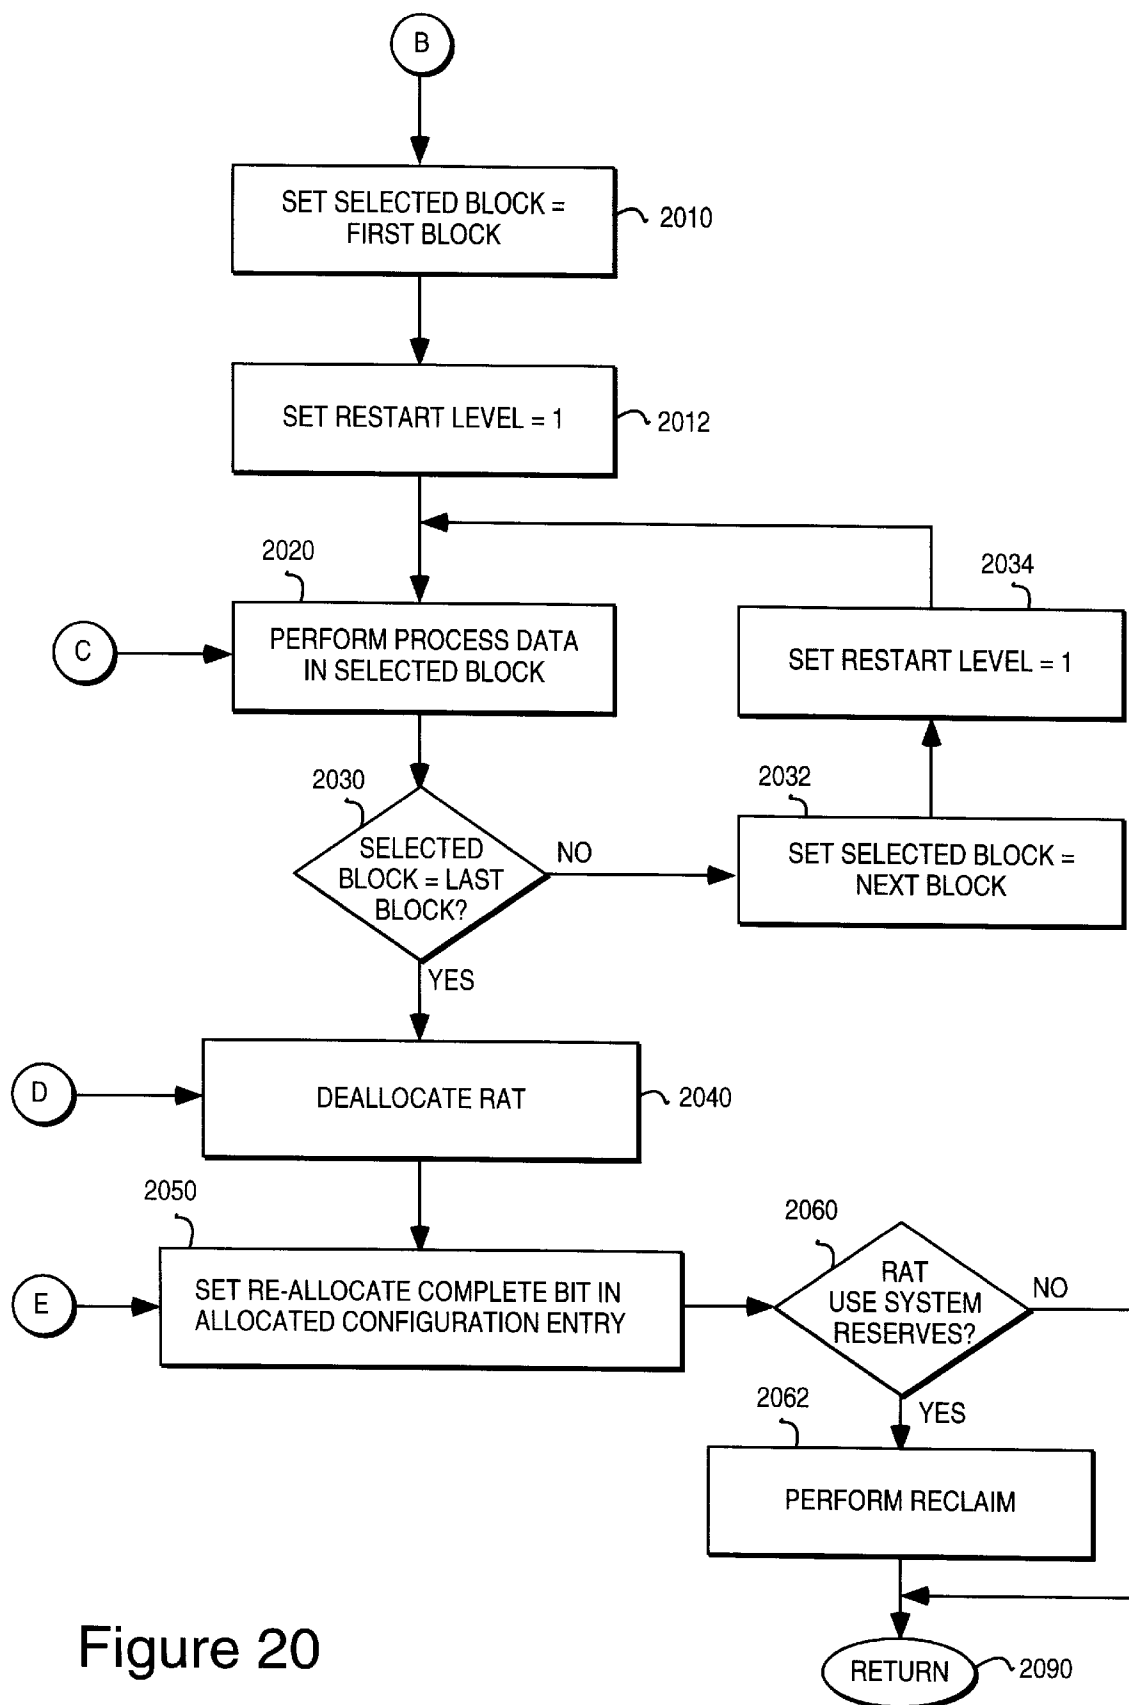 B
SET SELECTED BLOCK =
FIRST BLOCK
2010
SET RESTART LEVEL = 1
2012
2020
2034
C
PERFORM PROCESS DATA
IN SELECTED BLOCK
SET RESTART LEVEL = 1
2030
2032
SELECTED
BLOCK = LAST
BLOCK?
NO
SET SELECTED BLOCK =
NEXT BLOCK
YES
D
DEALLOCATE RAT
2040
2050
2060
E
SET RE-ALLOCATE COMPLETE BIT IN
ALLOCATED CONFIGURATION ENTRY
RAT
USE SYSTEM
RESERVES?
NO
YES
2062
PERFORM RECLAIM
Figure 20
RETURN
2090